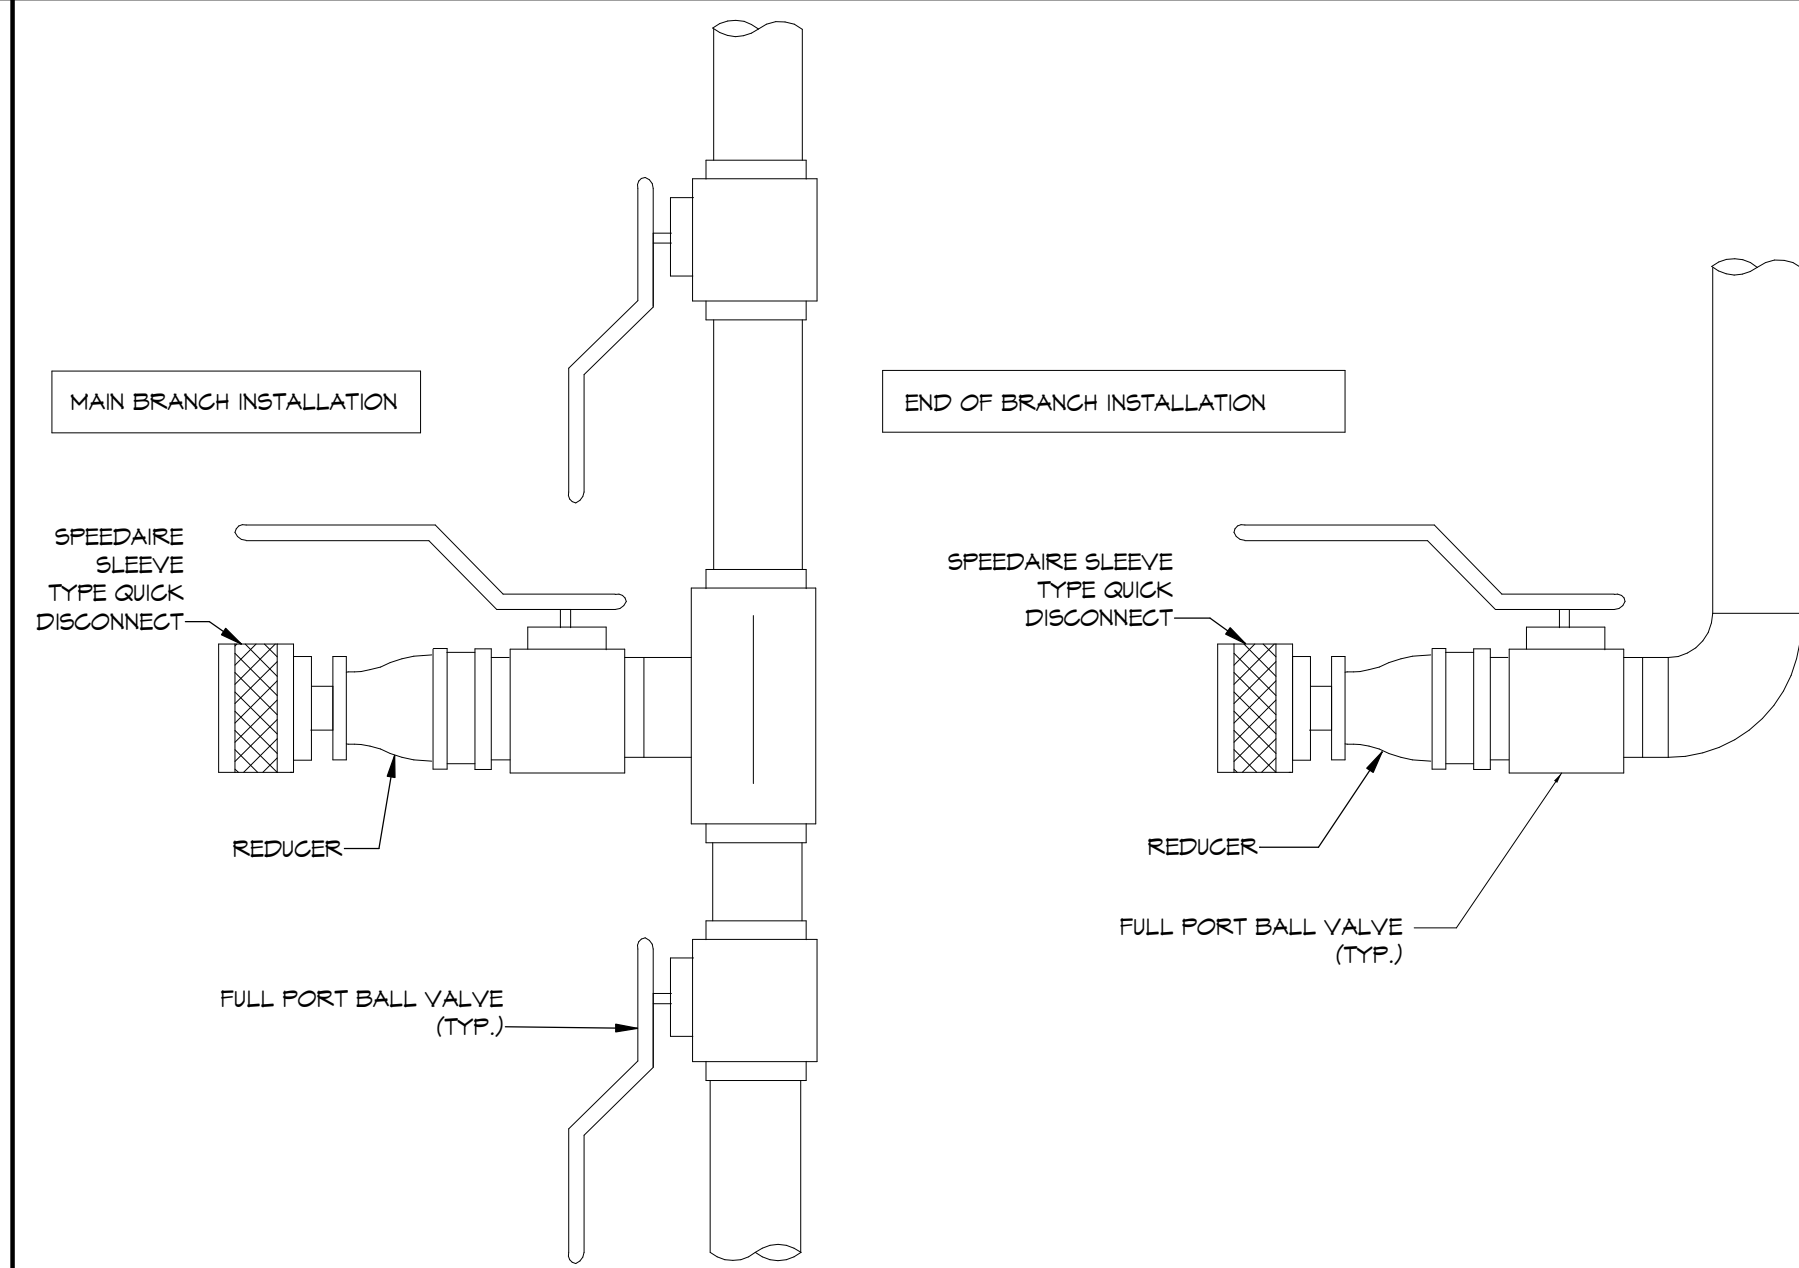 MAIN BRANCH INSTALLATION
SPEEDAIRE
SLEEVE
TYPE QUICK
DISCONNECT
REDUCER
FULL PORT BALL VALVE
(TYP.)
END OF BRANCH INSTALLATION
SPEEDAIRE SLEEVE
TYPE QUICK
DISCONNECT
REDUCER
FULL PORT BALL VALVE
(TYP.)